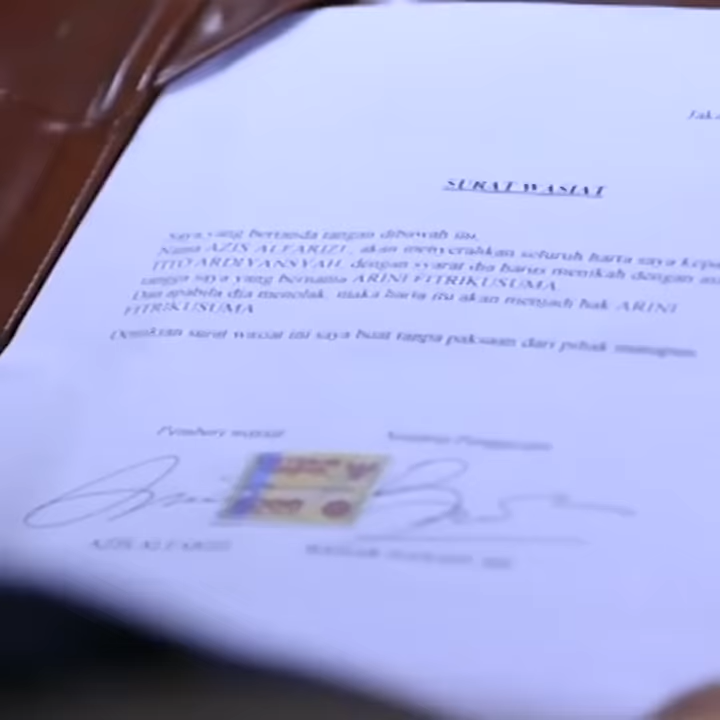 Jaka
SURAT WASIAT
Saya yang bertanda tangan dibawah ini,
Nama AZIS ALFARIZI, akan menyerahkan seluruh harta saya kepa
TITO ARDIYANSYAH, dengan syarat dia harus menikah dengan
tangga saya yang bernama ARINI FITRIKUSUMA
Dan apabila dia menolak, maka harta itu akan menjadi hak ARINI
FITRIKUSUMA
Demikian surat wasiat ini saya buat tanpa paksaan dari pihak manapun
Pemberi wasiat
AZIS ALFARIZI